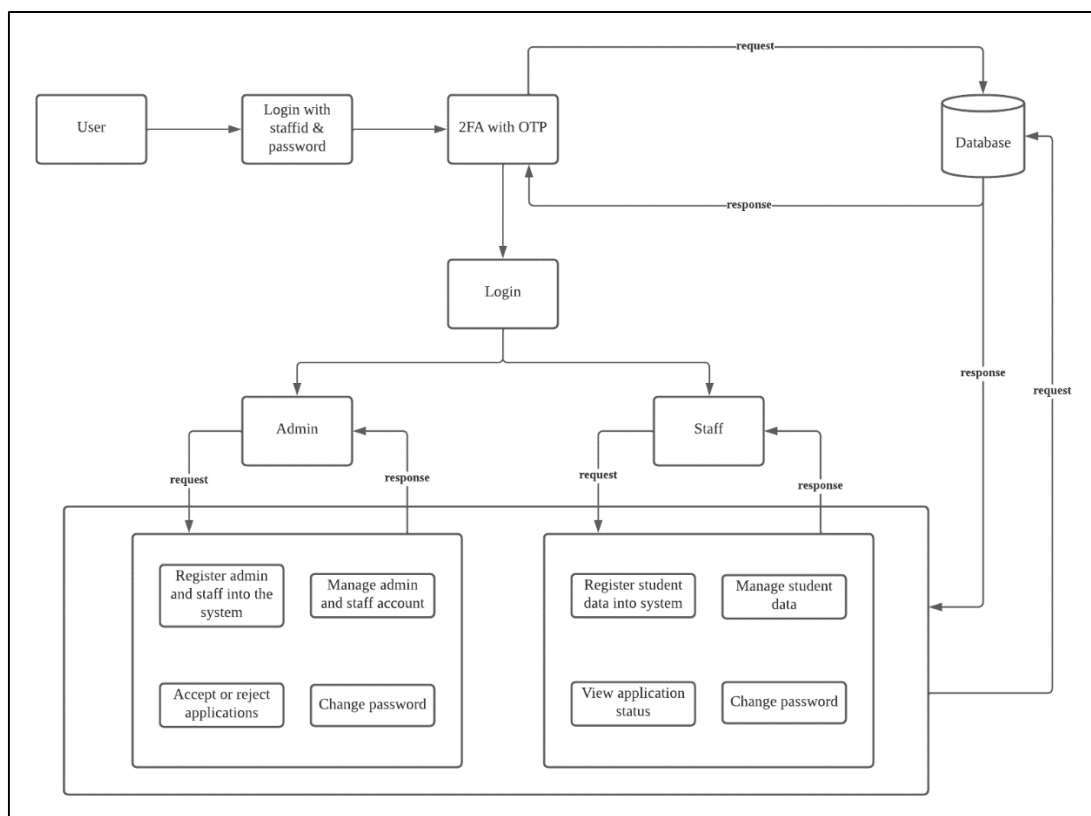 request
User
Login with
staffid &
password
2FA with OTP
Database
response
Login
response
request
Admin
Staff
request
response
request
response
Register admin
and staff into the
system
Manage admin
and staff account
Register student
data into system
Manage student
data
Accept or reject
applications
Change password
View application
status
Change password